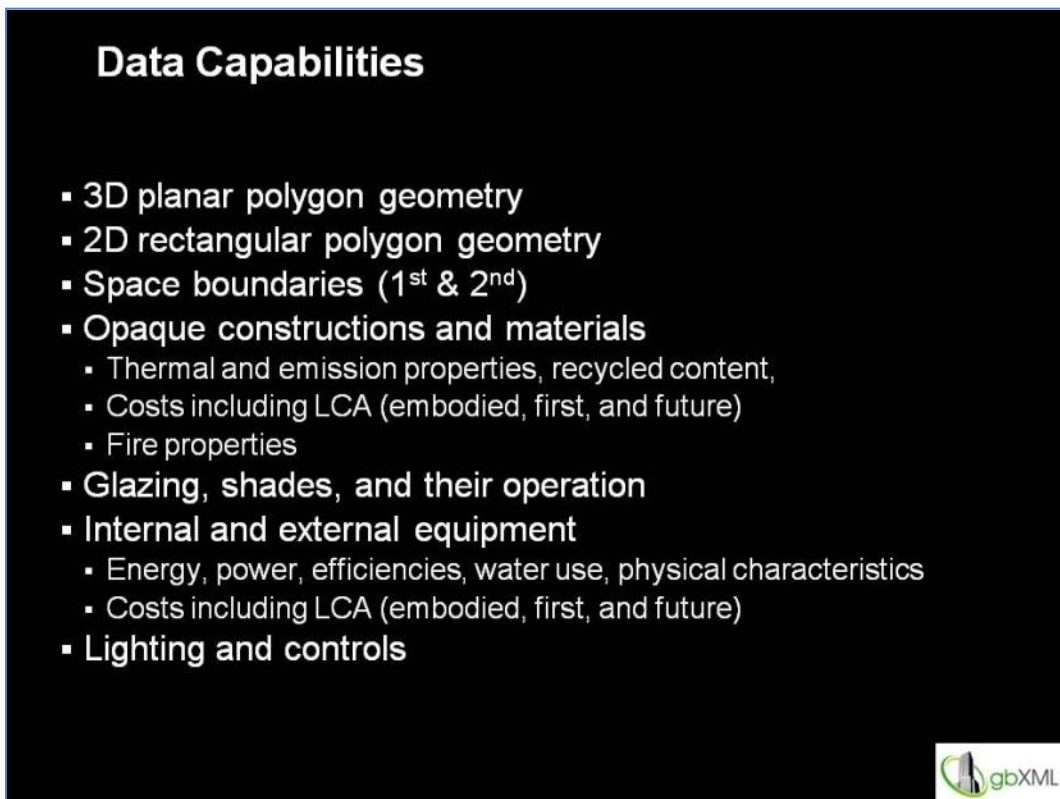 Data Capabilities
▪ 3D planar polygon geometry
▪ 2D rectangular polygon geometry
▪ Space boundaries (1st & 2nd)
▪ Opaque constructions and materials
▪ Thermal and emission properties, recycled content,
▪ Costs including LCA (embodied, first, and future)
▪ Fire properties
▪ Glazing, shades, and their operation
▪ Internal and external equipment
▪ Energy, power, efficiencies, water use, physical characteristics
▪ Costs including LCA (embodied, first, and future)
▪ Lighting and controls
gbXML